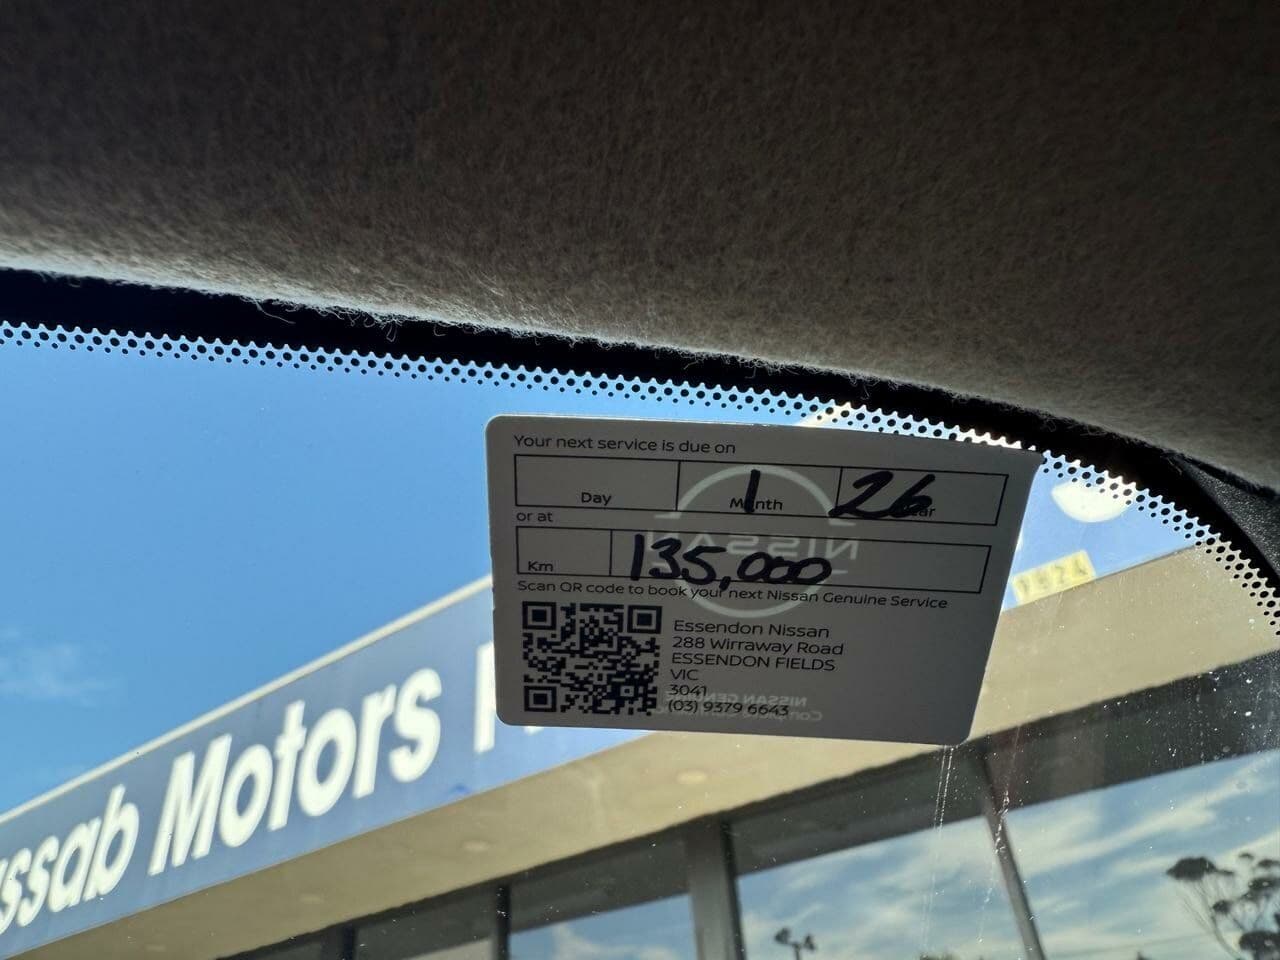 Your next service is due on
1 26
Day Month
or at
Km 135,000
Scan QR code to book your next Nissan Genuine Service
Essendon Nissan
288 Wirraway Road
ESSENDON FIELDS
VIC
3041
(03) 9379 6643
NISSAN
Motors